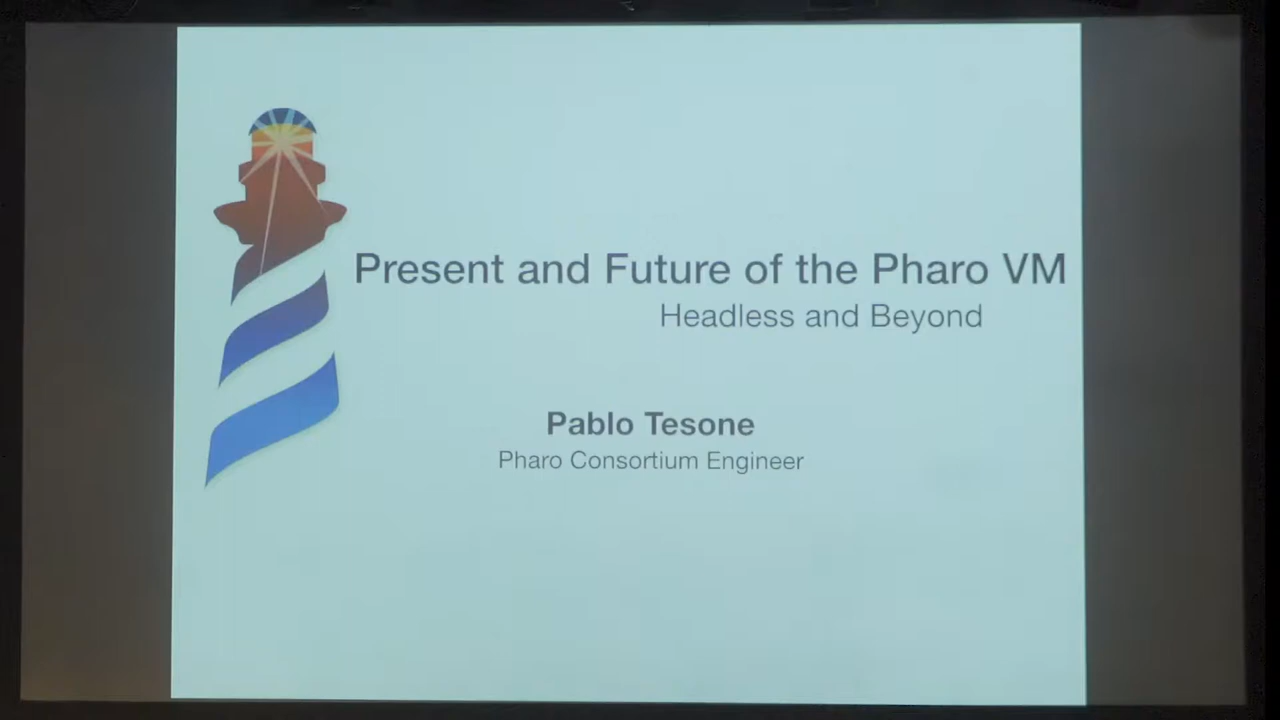 Present and Future of the Pharo VM
Headless and Beyond
Pablo Tesone
Pharo Consortium Engineer